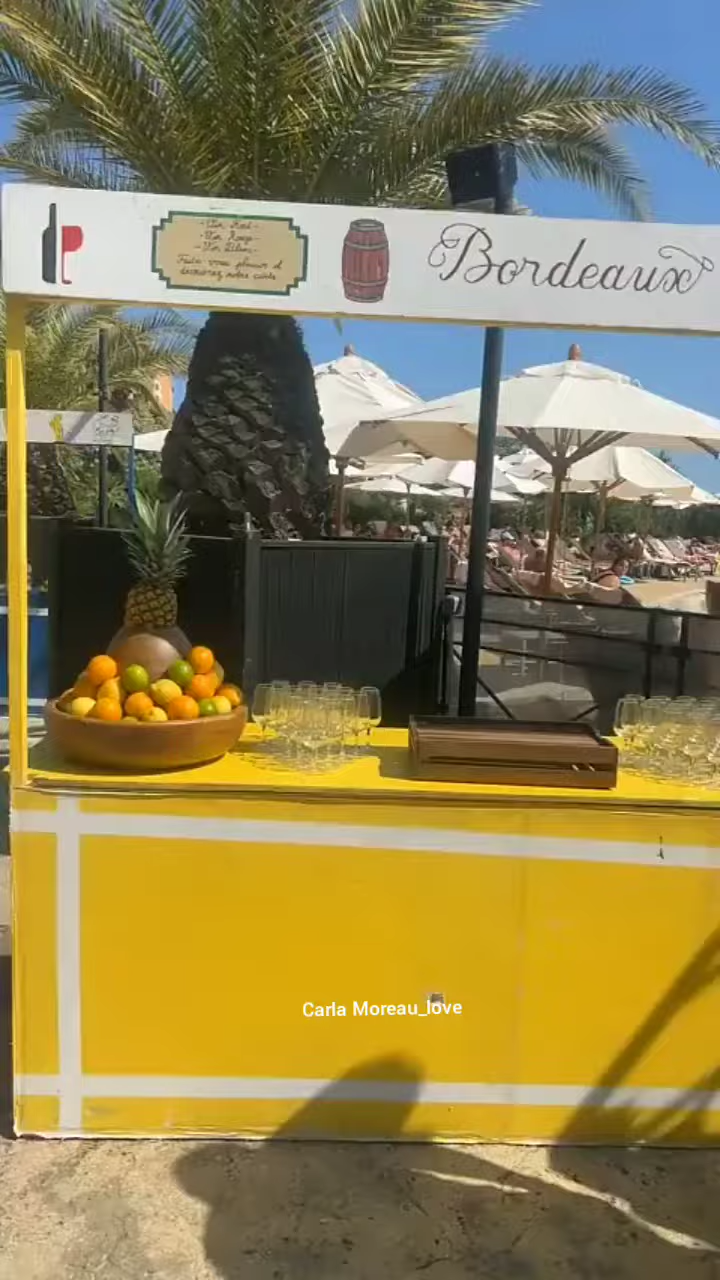 - Vin Rosé -
- Vin Rouge -
- Vin Blanc -
Faites vous plaisir et
découvrez notre carte
Bordeaux
Carla Moreau_love